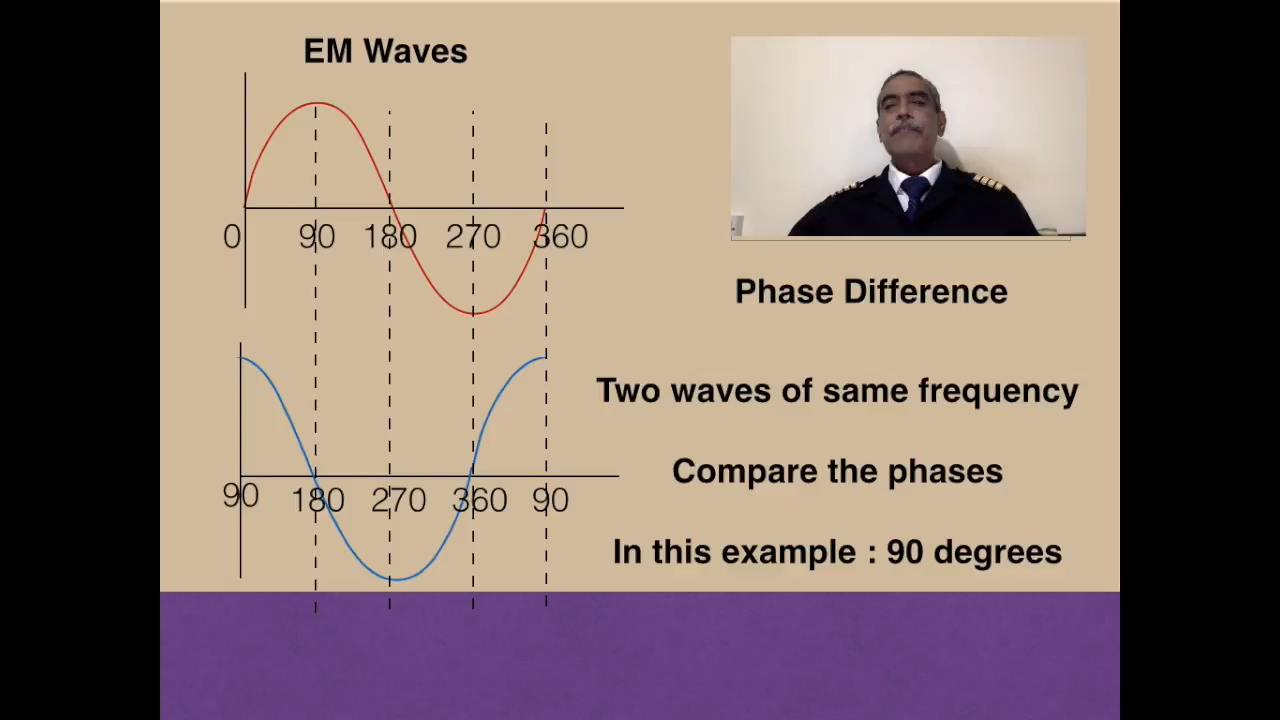 EM Waves
0 90 180 270 360
90 180 270 360 90
Phase Difference
Two waves of same frequency
Compare the phases
In this example : 90 degrees